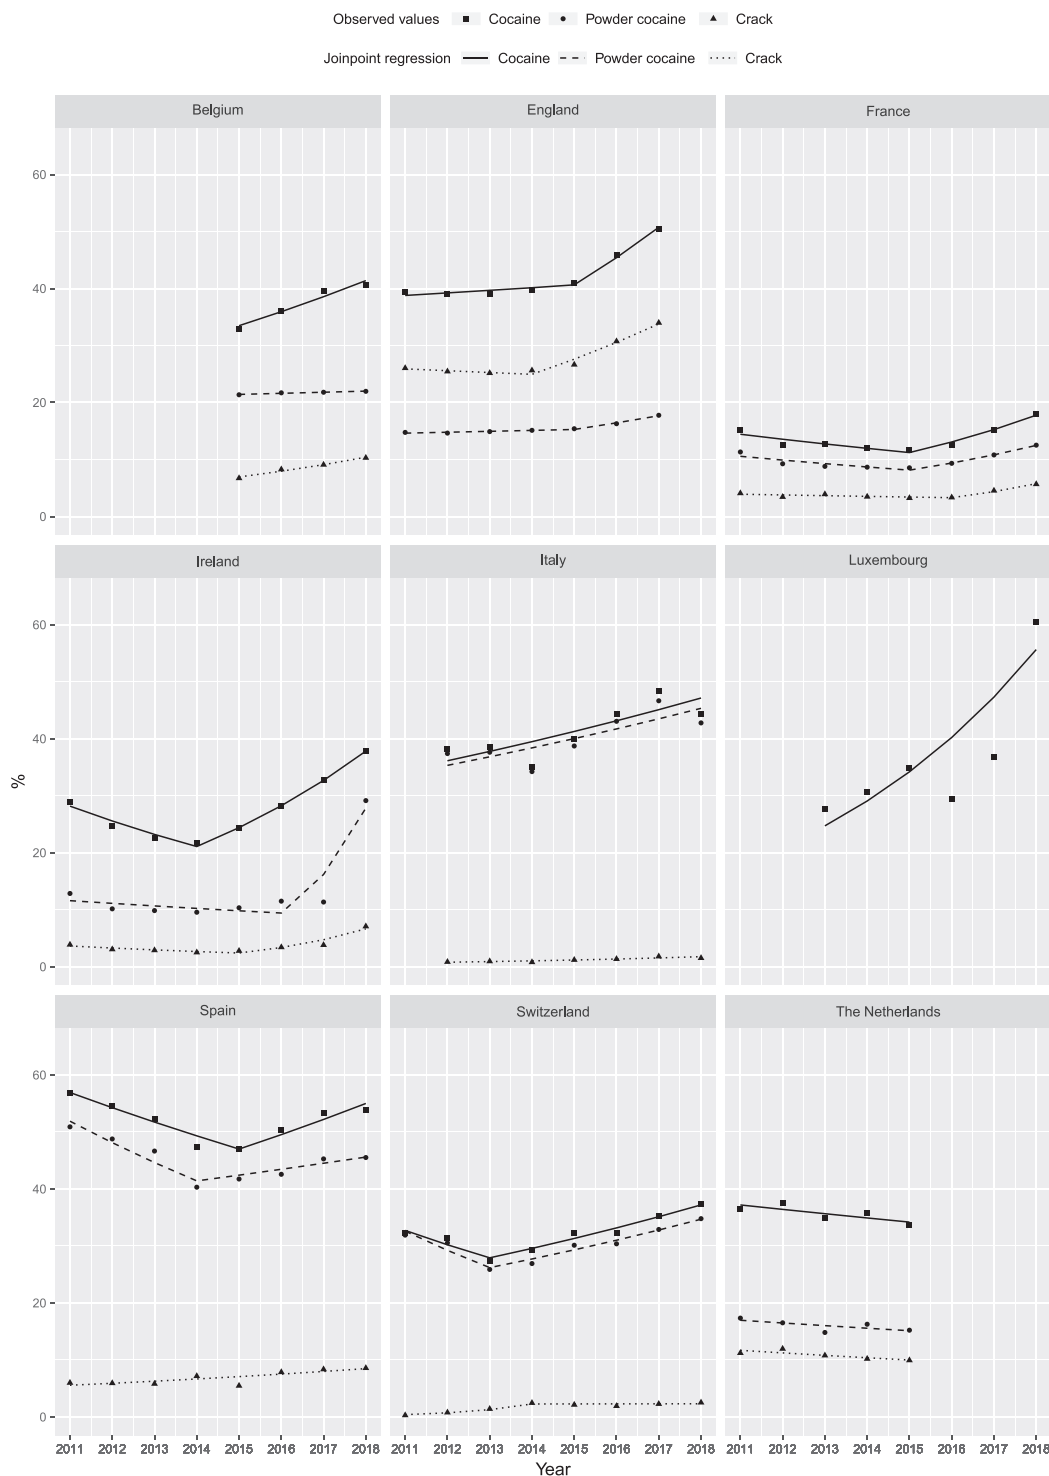 Observed values Cocaine Powder cocaine Crack
Joinpoint regression Cocaine Powder cocaine Crack
Belgium England France
60
40
20
0
Ireland Italy Luxembourg
60
40
20
0
%
Spain Switzerland The Netherlands
60
40
20
0
2011 2012 2013 2014 2015 2016 2017 2018 2011 2012 2013 2014 2015 2016 2017 2018 2011 2012 2013 2014 2015 2016 2017 2018
Year